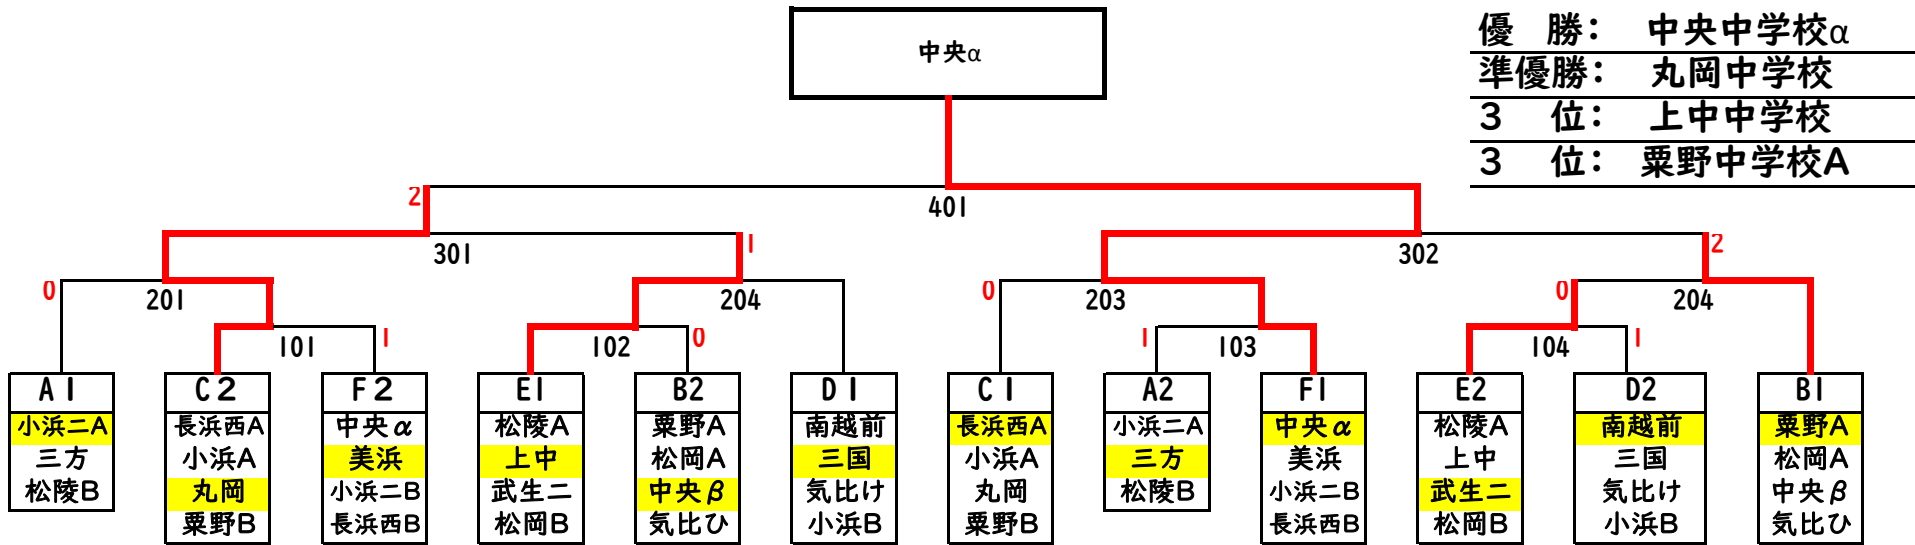 優　勝：　中央中学校α
準優勝：　丸岡中学校
3　位：　上中中学校
3　位：　粟野中学校A
中央α
2
401
301
1
302
2
0
201
204
0
203
0
204
101
1
102
0
1
103
104
1
A1
小浜二A
三方
松陵B
C2
長浜西A
小浜A
丸岡
粟野B
F2
中央α
美浜
小浜二B
長浜西B
E1
松陵A
上中
武生二
松岡B
B2
粟野A
松岡A
中央β
気比ひ
D1
南越前
三国
気比け
小浜B
C1
長浜西A
小浜A
丸岡
粟野B
A2
小浜二A
三方
松陵B
F1
中央α
美浜
小浜二B
長浜西B
E2
松陵A
上中
武生二
松岡B
D2
南越前
三国
気比け
小浜B
B1
粟野A
松岡A
中央β
気比ひ